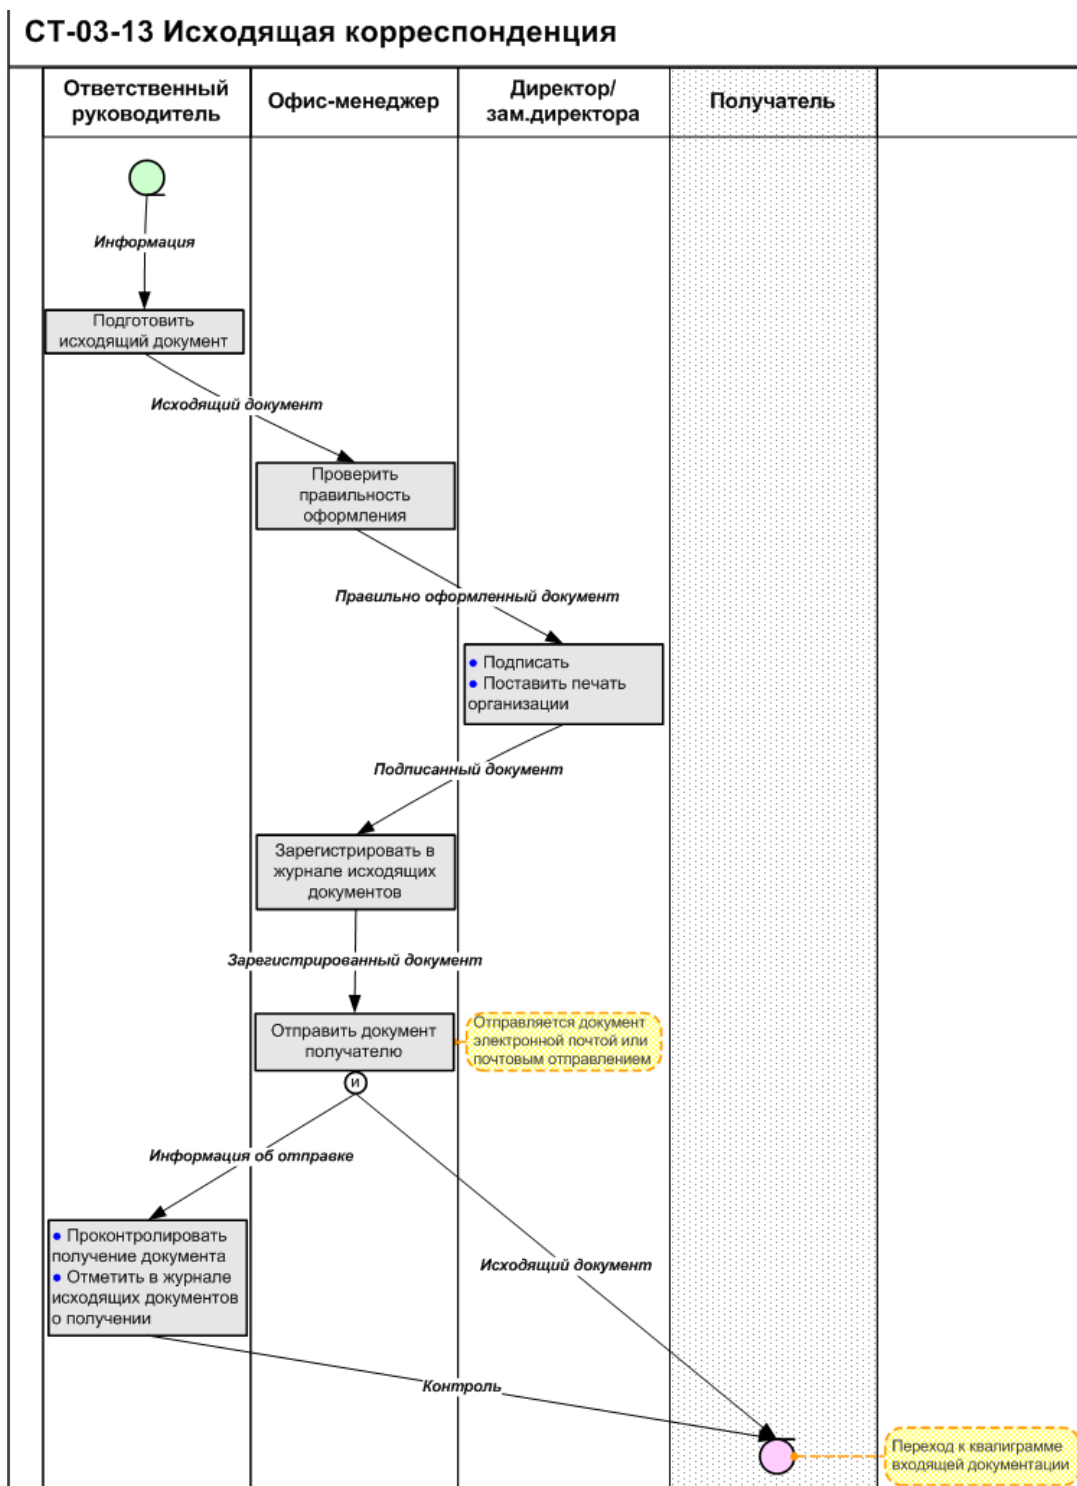 СТ-03-13 Исходящая корреспонденция
Ответственный
руководитель
Офис-менеджер
Директор/
зам.директора
Получатель
Информация
Подготовить
исходящий документ
Исходящий документ
Проверить
правильность
оформления
Правильно оформленный документ
● Подписать
● Поставить печать
организации
Подписанный документ
Зарегистрировать в
журнале исходящих
документов
Зарегистрированный документ
Отправить документ
получателю
Отправляется документ
электронной почтой или
почтовым отправлением
и
Информация об отправке
● Проконтролировать
получение документа
● Отметить в журнале
исходящих документов
о получении
Исходящий документ
Контроль
Переход к квалиграмме
входящей документации